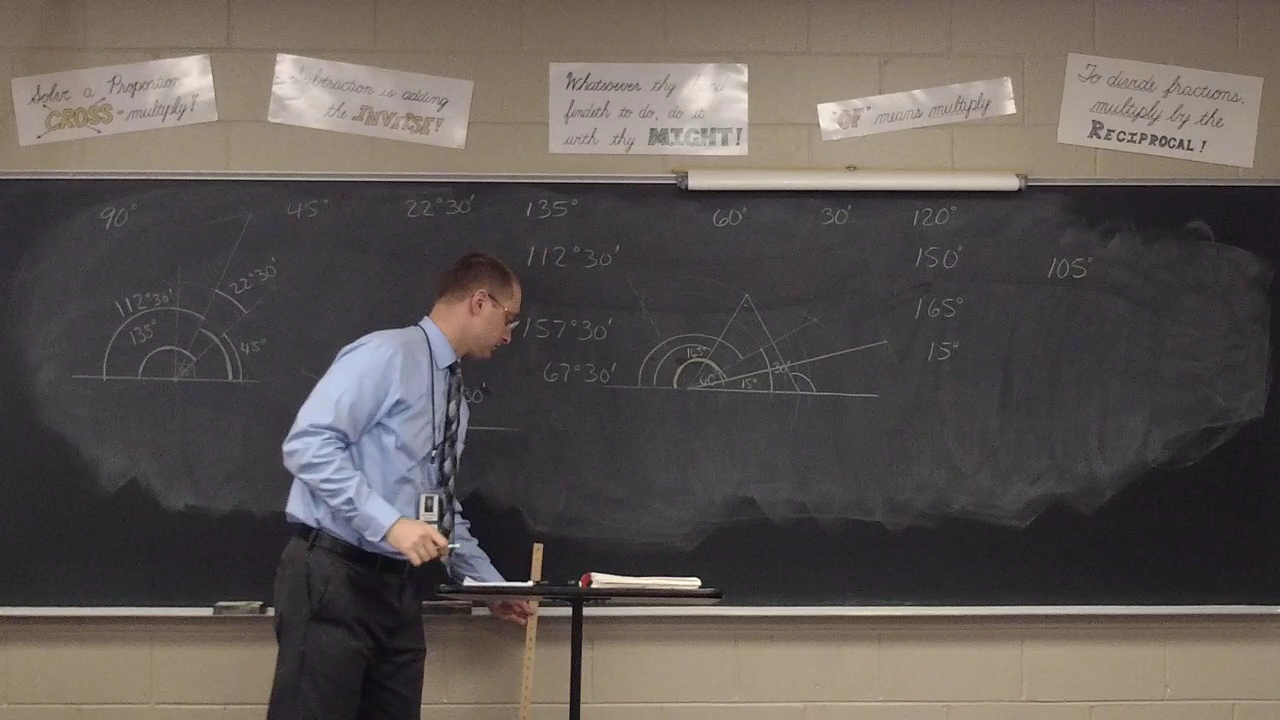 Solve a Proportion
CROSS-multiply!
Subtraction is adding
the INVERSE!
Whatsoever thy hand
findeth to do, do it
with thy MIGHT!
"OF" means multiply
To divide fractions,
multiply by the
RECIPROCAL!
90°
45°
22°30'
135°
60°
30'
120°
112°30'
150°
105°
157°30'
165°
67°30'
15°
112°30'
22°30'
135°
45°
30'
165°
60
15°
30°